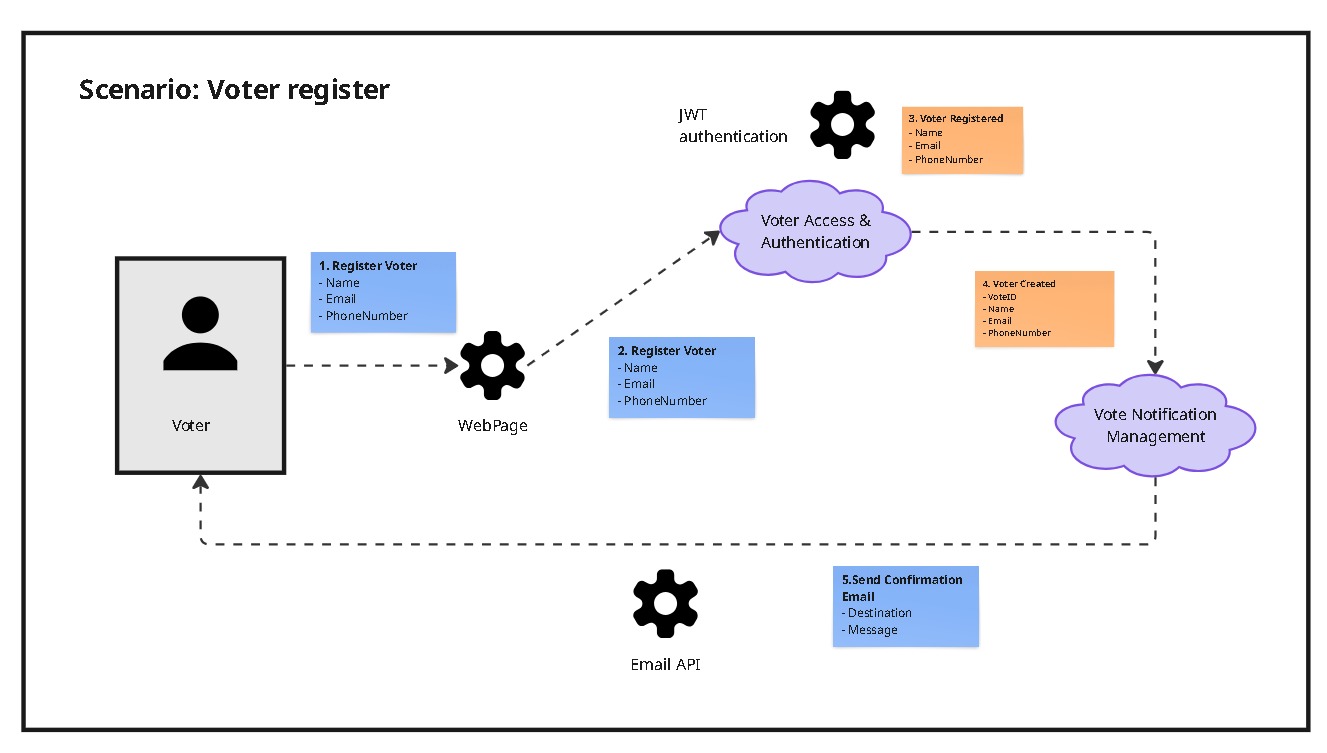 Scenario: Voter register
JWT
authentication
3. Voter Registered
- Name
- Email
- PhoneNumber
Voter Access &
Authentication
1. Register Voter
- Name
- Email
- PhoneNumber
4. Voter Created
- VoteID
- Name
- Email
- PhoneNumber
2. Register Voter
- Name
- Email
- PhoneNumber
Voter
WebPage
Vote Notification
Management
5.Send Confirmation
Email
- Destination
- Message
Email API